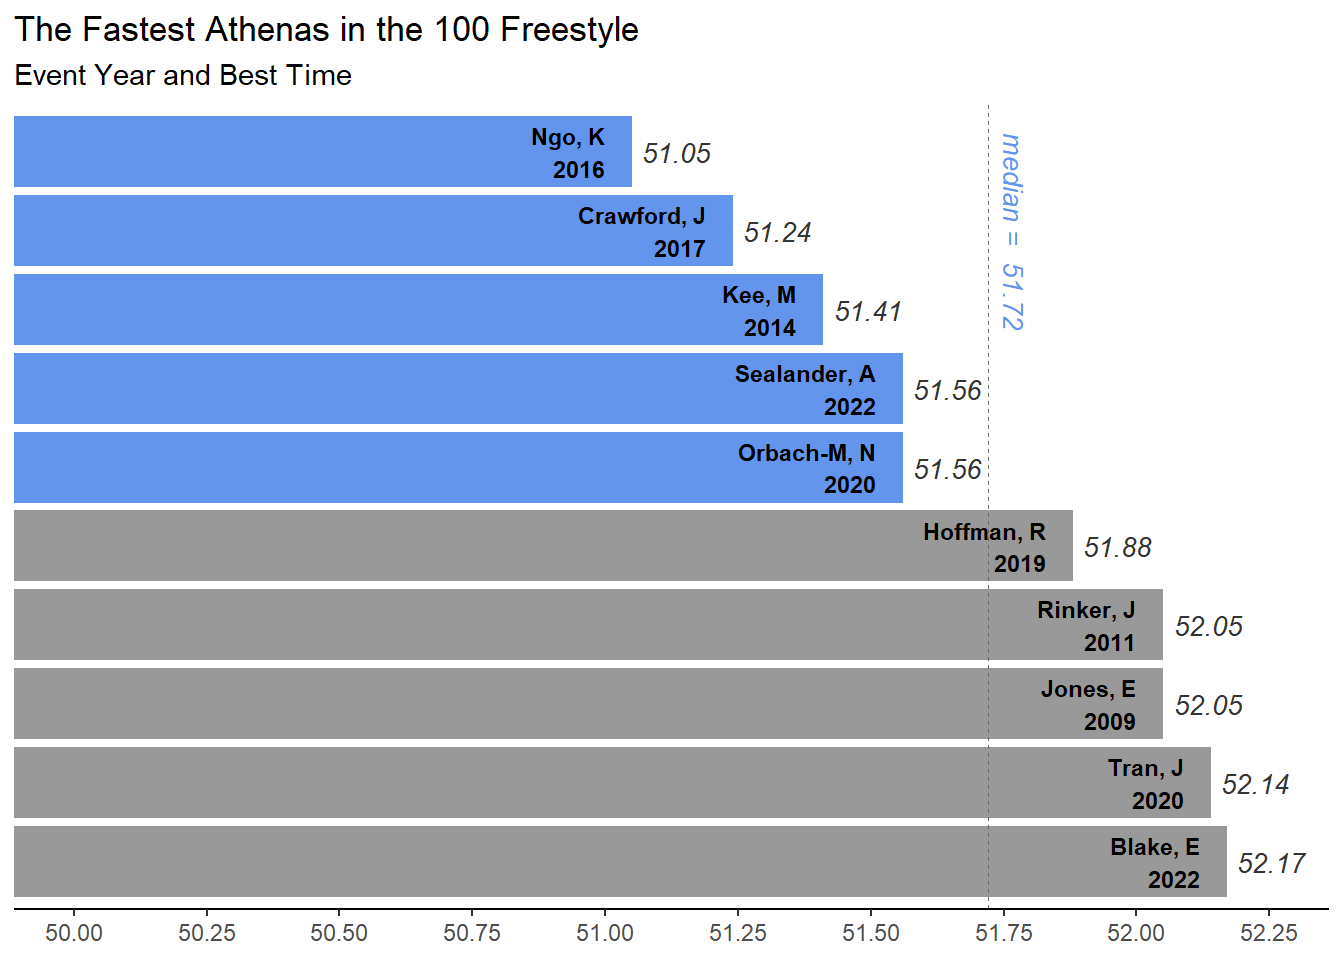 The Fastest Athenas in the 100 Freestyle
Event Year and Best Time
Ngo, K
2016
51.05
Crawford, J
2017
51.24
Kee, M
2014
51.41
Sealander, A
2022
51.56
Orbach-M, N
2020
51.56
Hoffman, R
2019
51.88
Rinker, J
2011
52.05
Jones, E
2009
52.05
Tran, J
2020
52.14
Blake, E
2022
52.17
median = 51.72
50.00 50.25 50.50 50.75 51.00 51.25 51.50 51.75 52.00 52.25